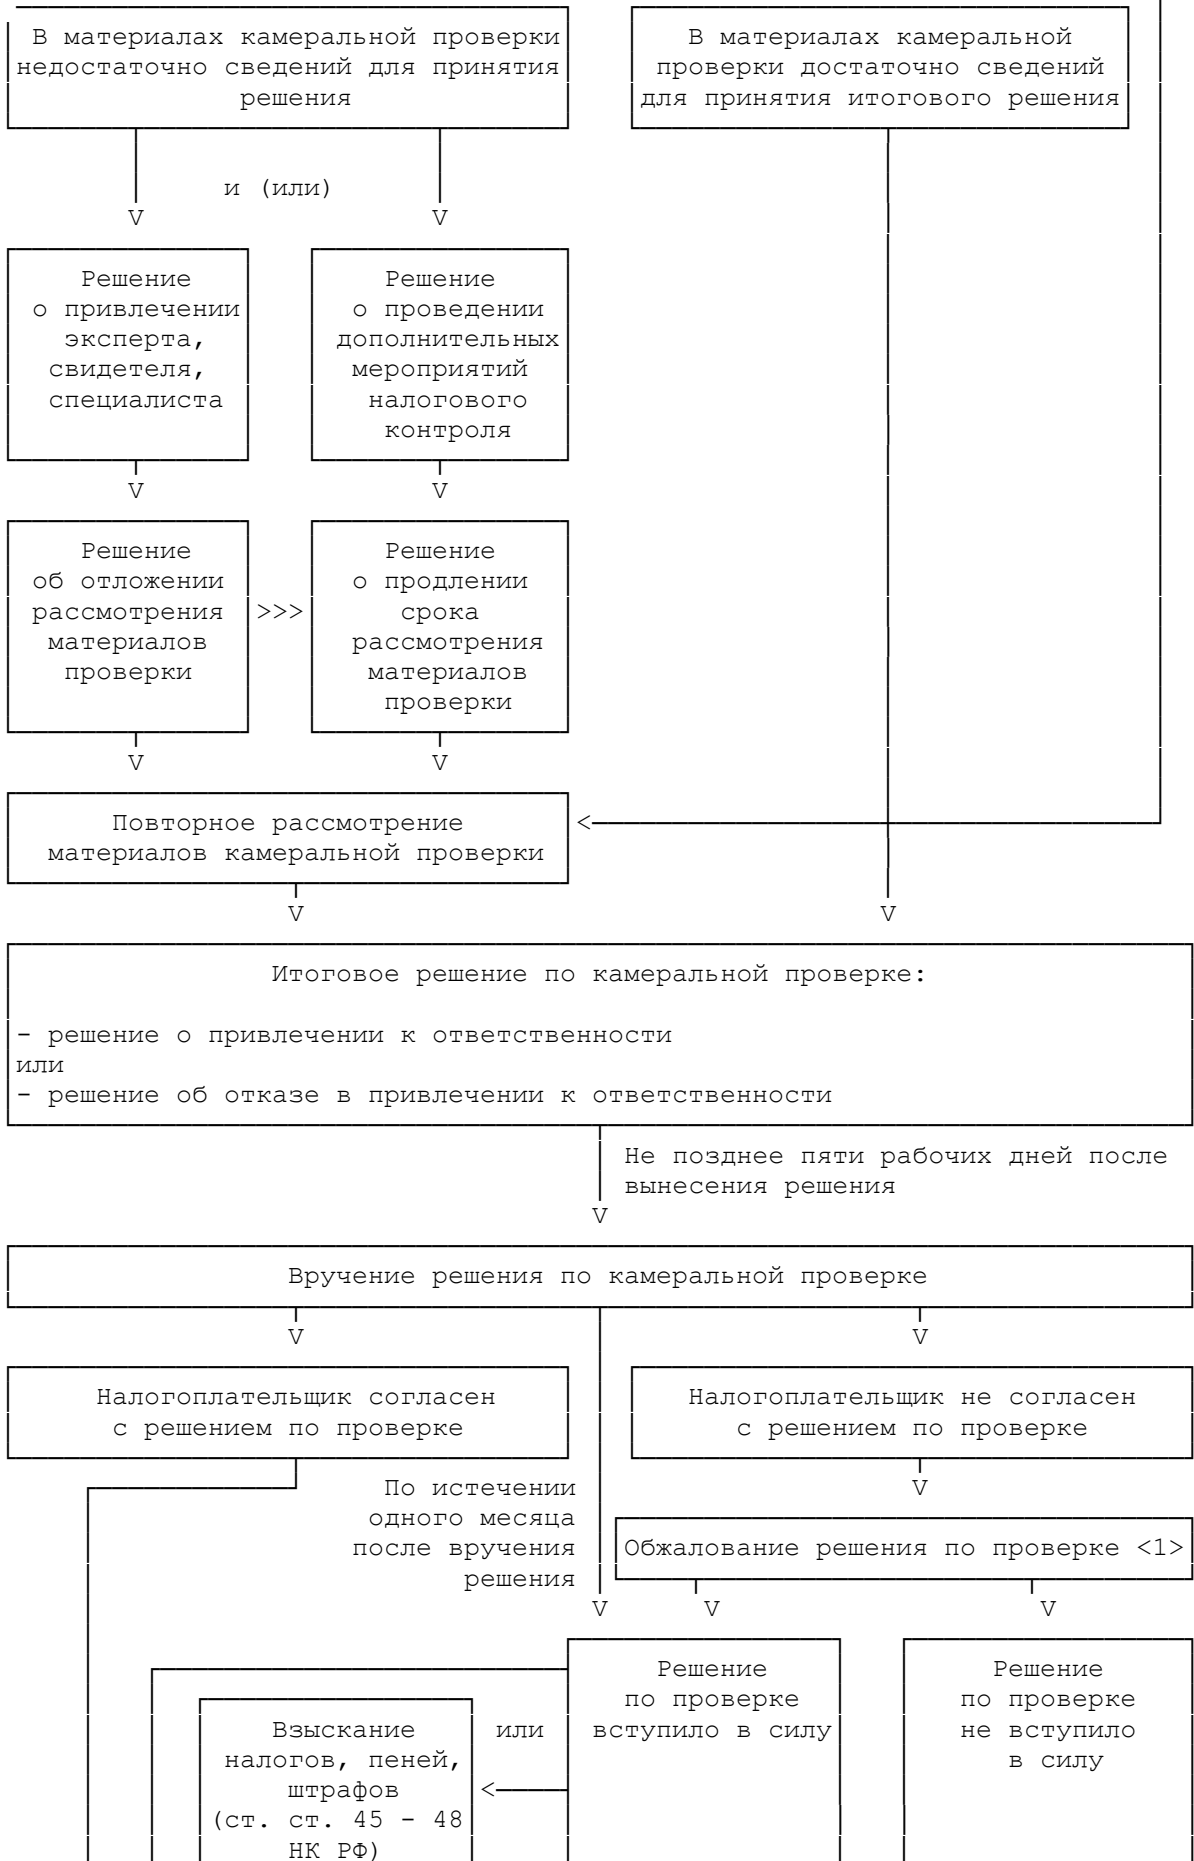 В материалах камеральной проверки
недостаточно сведений для принятия
решения
В материалах камеральной
проверки достаточно сведений
для принятия итогового решения
и (или)
V
V
Решение
о привлечении
эксперта,
свидетеля,
специалиста
Решение
о проведении
дополнительных
мероприятий
налогового
контроля
V
V
Решение
об отложении
рассмотрения
материалов
проверки
>>>
Решение
о продлении
срока
рассмотрения
материалов
проверки
V
V
Повторное рассмотрение
материалов камеральной проверки
<
V
V
Итоговое решение по камеральной проверке:
- решение о привлечении к ответственности
или
- решение об отказе в привлечении к ответственности
Не позднее пяти рабочих дней после
вынесения решения
V
Вручение решения по камеральной проверке
V
V
Налогоплательщик согласен
с решением по проверке
Налогоплательщик не согласен
с решением по проверке
По истечении
одного месяца
после вручения
решения
V
V
Обжалование решения по проверке <1>
V
V
Решение
по проверке
вступило в силу
Решение
по проверке
не вступило
в силу
или
<
Взыскание
налогов, пеней,
штрафов
(ст. ст. 45 - 48
НК РФ)